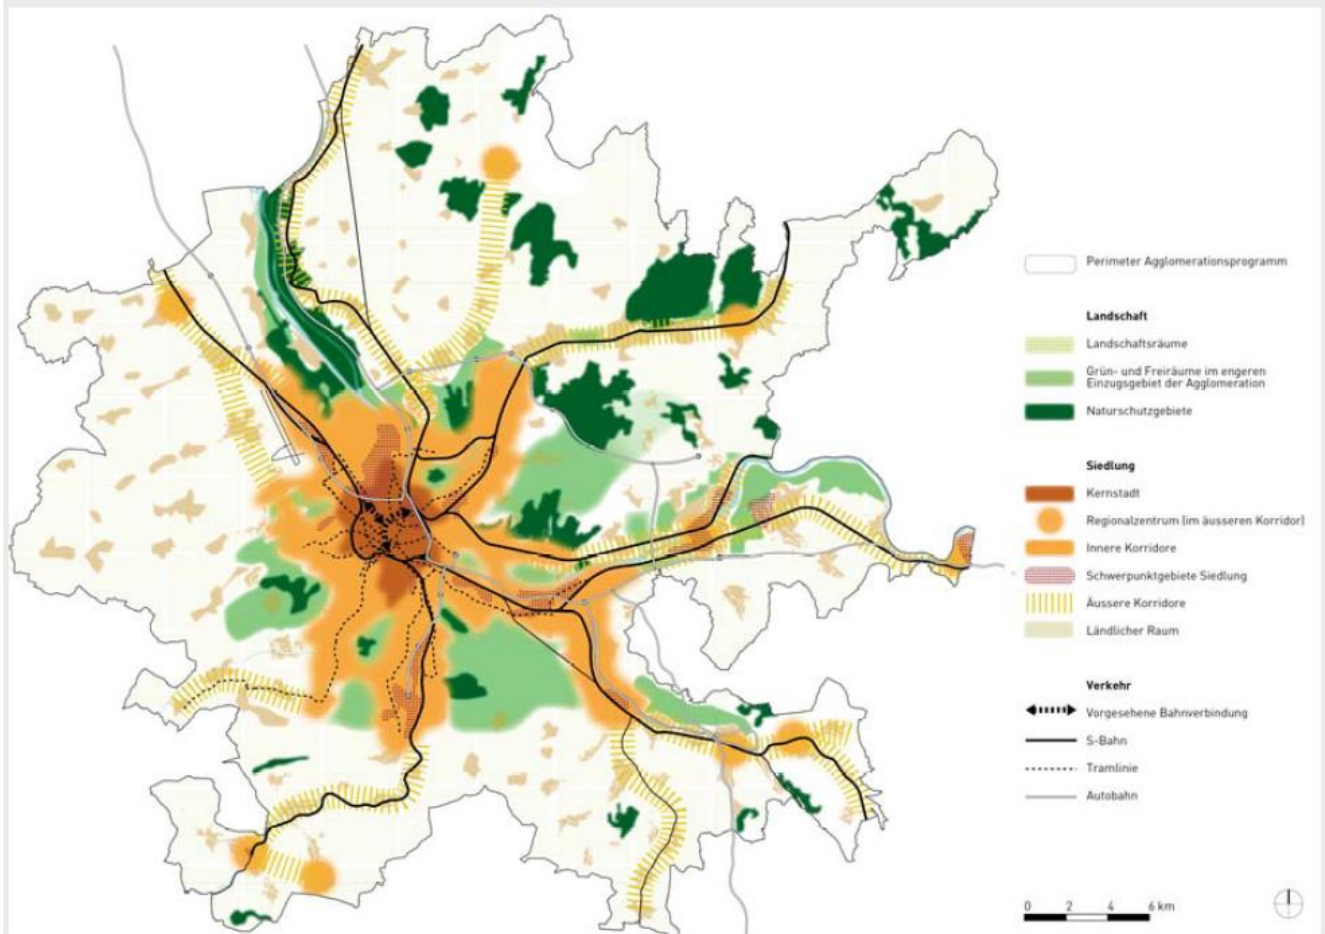 Perimeter Agglomerationsprogramm
Landschaft
Landschaftsräume
Grün- und Freiräume im engeren
Einzugsgebiet der Agglomeration
Naturschutzgebiete
Siedlung
Kernstadt
Regionalzentrum (im äusseren Korridor)
Innere Korridore
Schwerpunktgebiete Siedlung
Äussere Korridore
Ländlicher Raum
Verkehr
Vorgesehene Bahnverbindung
S-Bahn
Tramlinie
Autobahn
0 2 4 6 km